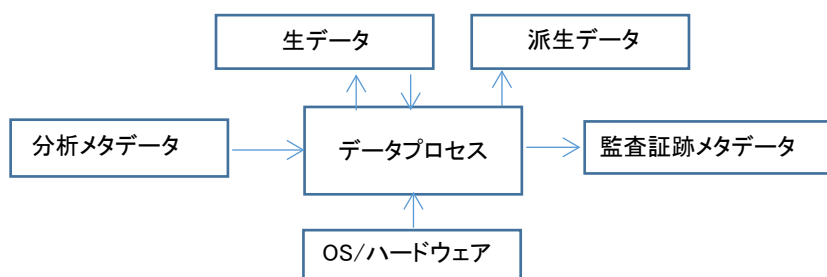 生データ
派生データ
分析メタデータ
データプロセス
監査証跡メタデータ
OS/ハードウェア